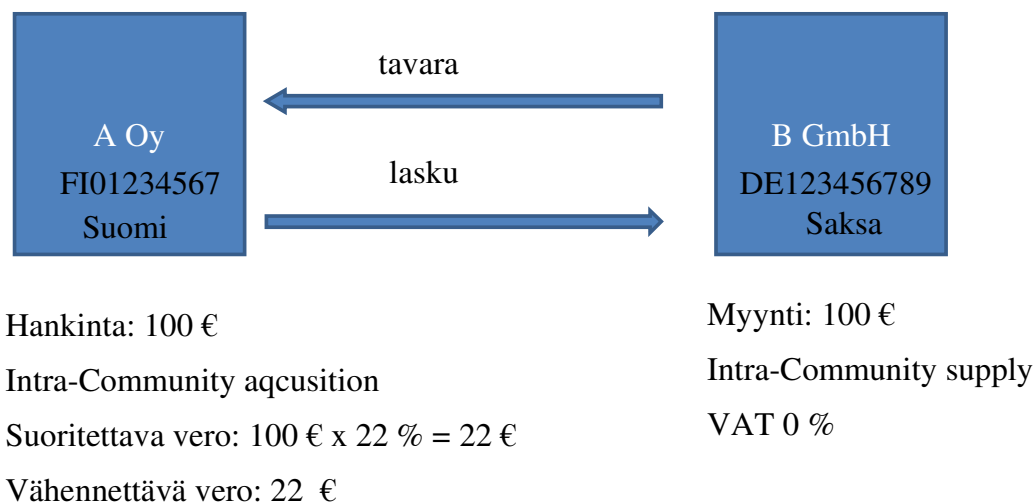 tavara
A Oy
FI01234567
Suomi
lasku
B GmbH
DE123456789
Saksa
Hankinta: 100 €
Intra-Community aqcusition
Suoritettava vero: 100 € x 22 % = 22 €
Vähennettävä vero: 22 €
Myynti: 100 €
Intra-Community supply
VAT 0 %